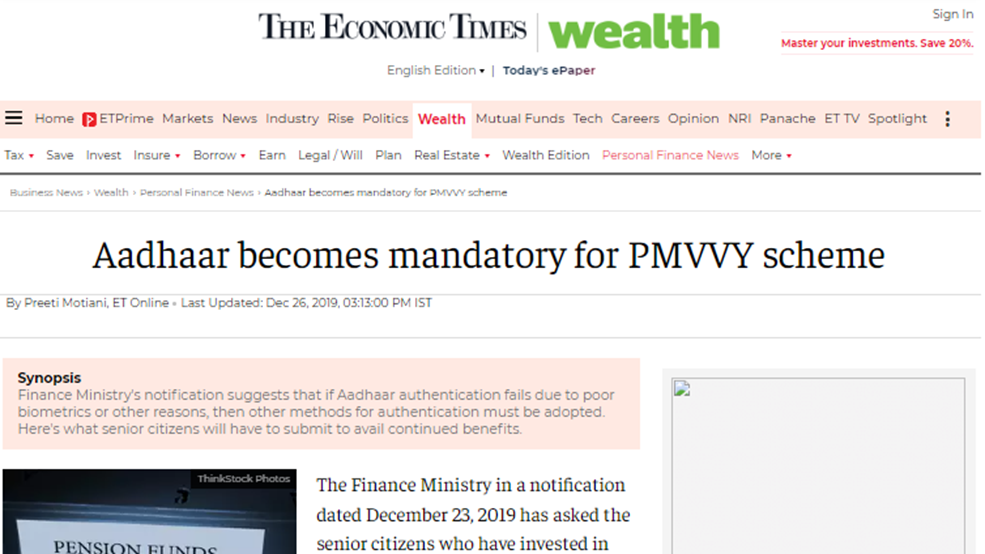 THE ECONOMIC TIMES | wealth
Sign In
Master your investments. Save 20%.
English Edition ▾ | Today's ePaper
Home ETPrime Markets News Industry Rise Politics Wealth Mutual Funds Tech Careers Opinion NRI Panache ET TV Spotlight
Tax ▾ Save Invest Insure ▾ Borrow ▾ Earn Legal / Will Plan Real Estate ▾ Wealth Edition Personal Finance News More ▾
Business News › Wealth › Personal Finance News › Aadhaar becomes mandatory for PMVVY scheme
Aadhaar becomes mandatory for PMVVY scheme
By Preeti Motiani, ET Online • Last Updated: Dec 26, 2019, 03:13:00 PM IST
Synopsis
Finance Ministry's notification suggests that if Aadhaar authentication fails due to poor
biometrics or other reasons, then other methods for authentication must be adopted.
Here's what senior citizens will have to submit to avail continued benefits.
ThinkStock Photos
PENSION FUNDS
The Finance Ministry in a notification
dated December 23, 2019 has asked the
senior citizens who have invested in